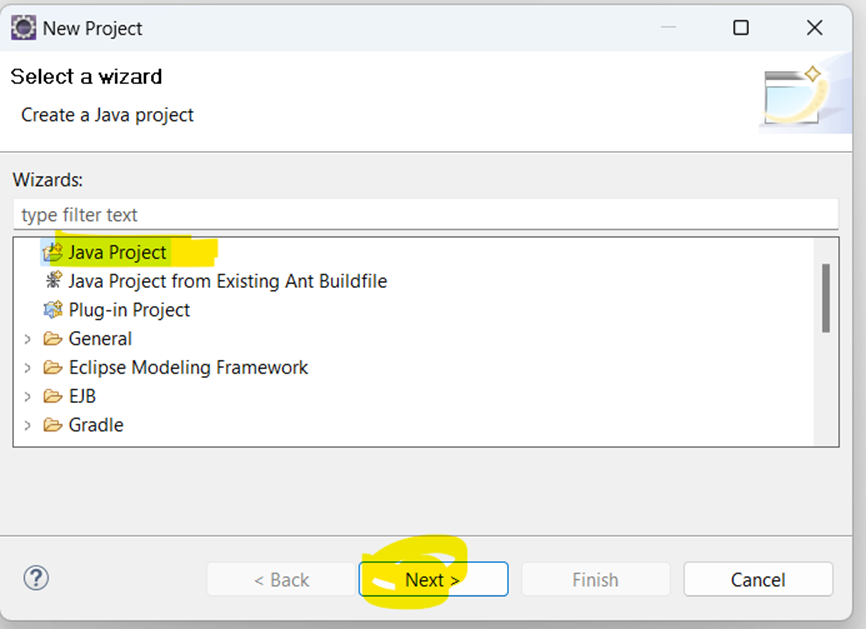 New Project
Select a wizard
Create a Java project
Wizards:
type filter text
Java Project
Java Project from Existing Ant Buildfile
Plug-in Project
General
Eclipse Modeling Framework
EJB
Gradle
? < Back Next > Finish Cancel